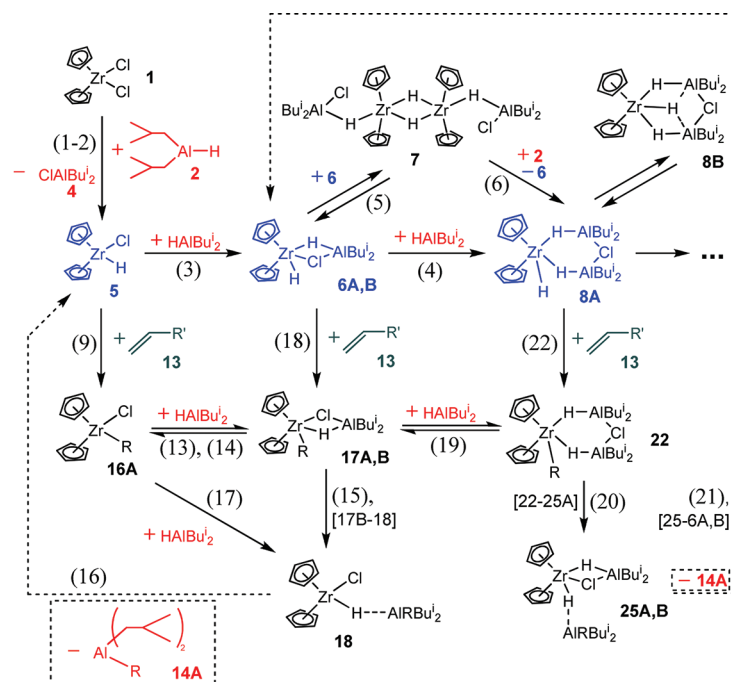 Zr
Cl
Cl
1
(1-2)
+
Al—H
2
− ClAlBuⁱ₂
4
Cl
Bu₂ⁱAl
H
Zr
H
H
Zr
H
AlBuⁱ₂
Cl
7
H
AlBuⁱ₂
Zr
H
Cl
H
AlBuⁱ₂
8B
+ 6
(5)
+ 2
− 6
(6)
Zr
Cl
H
5
+ HAlBuⁱ₂
(3)
Zr
H
Cl
AlBuⁱ₂
H
6A,B
+ HAlBuⁱ₂
(4)
Zr
H
AlBuⁱ₂
Cl
H
AlBuⁱ₂
H
8A
...
(9)
+
R'
13
(18)
+
R'
13
(22)
+
R'
13
Zr
Cl
R
16A
+ HAlBuⁱ₂
(13), (14)
Zr
Cl
H
AlBuⁱ₂
R
17A,B
+ HAlBuⁱ₂
(19)
Zr
H
AlBuⁱ₂
Cl
H
AlBuⁱ₂
R
22
(17)
+ HAlBuⁱ₂
(15),
[17B-18]
[22-25A]
(20)
(21),
[25-6A,B]
(16)
Zr
Cl
H
AlRBuⁱ₂
18
Zr
H
Cl
AlBuⁱ₂
H
AlRBuⁱ₂
25A,B
− 14A
−
Al
2
R
14A